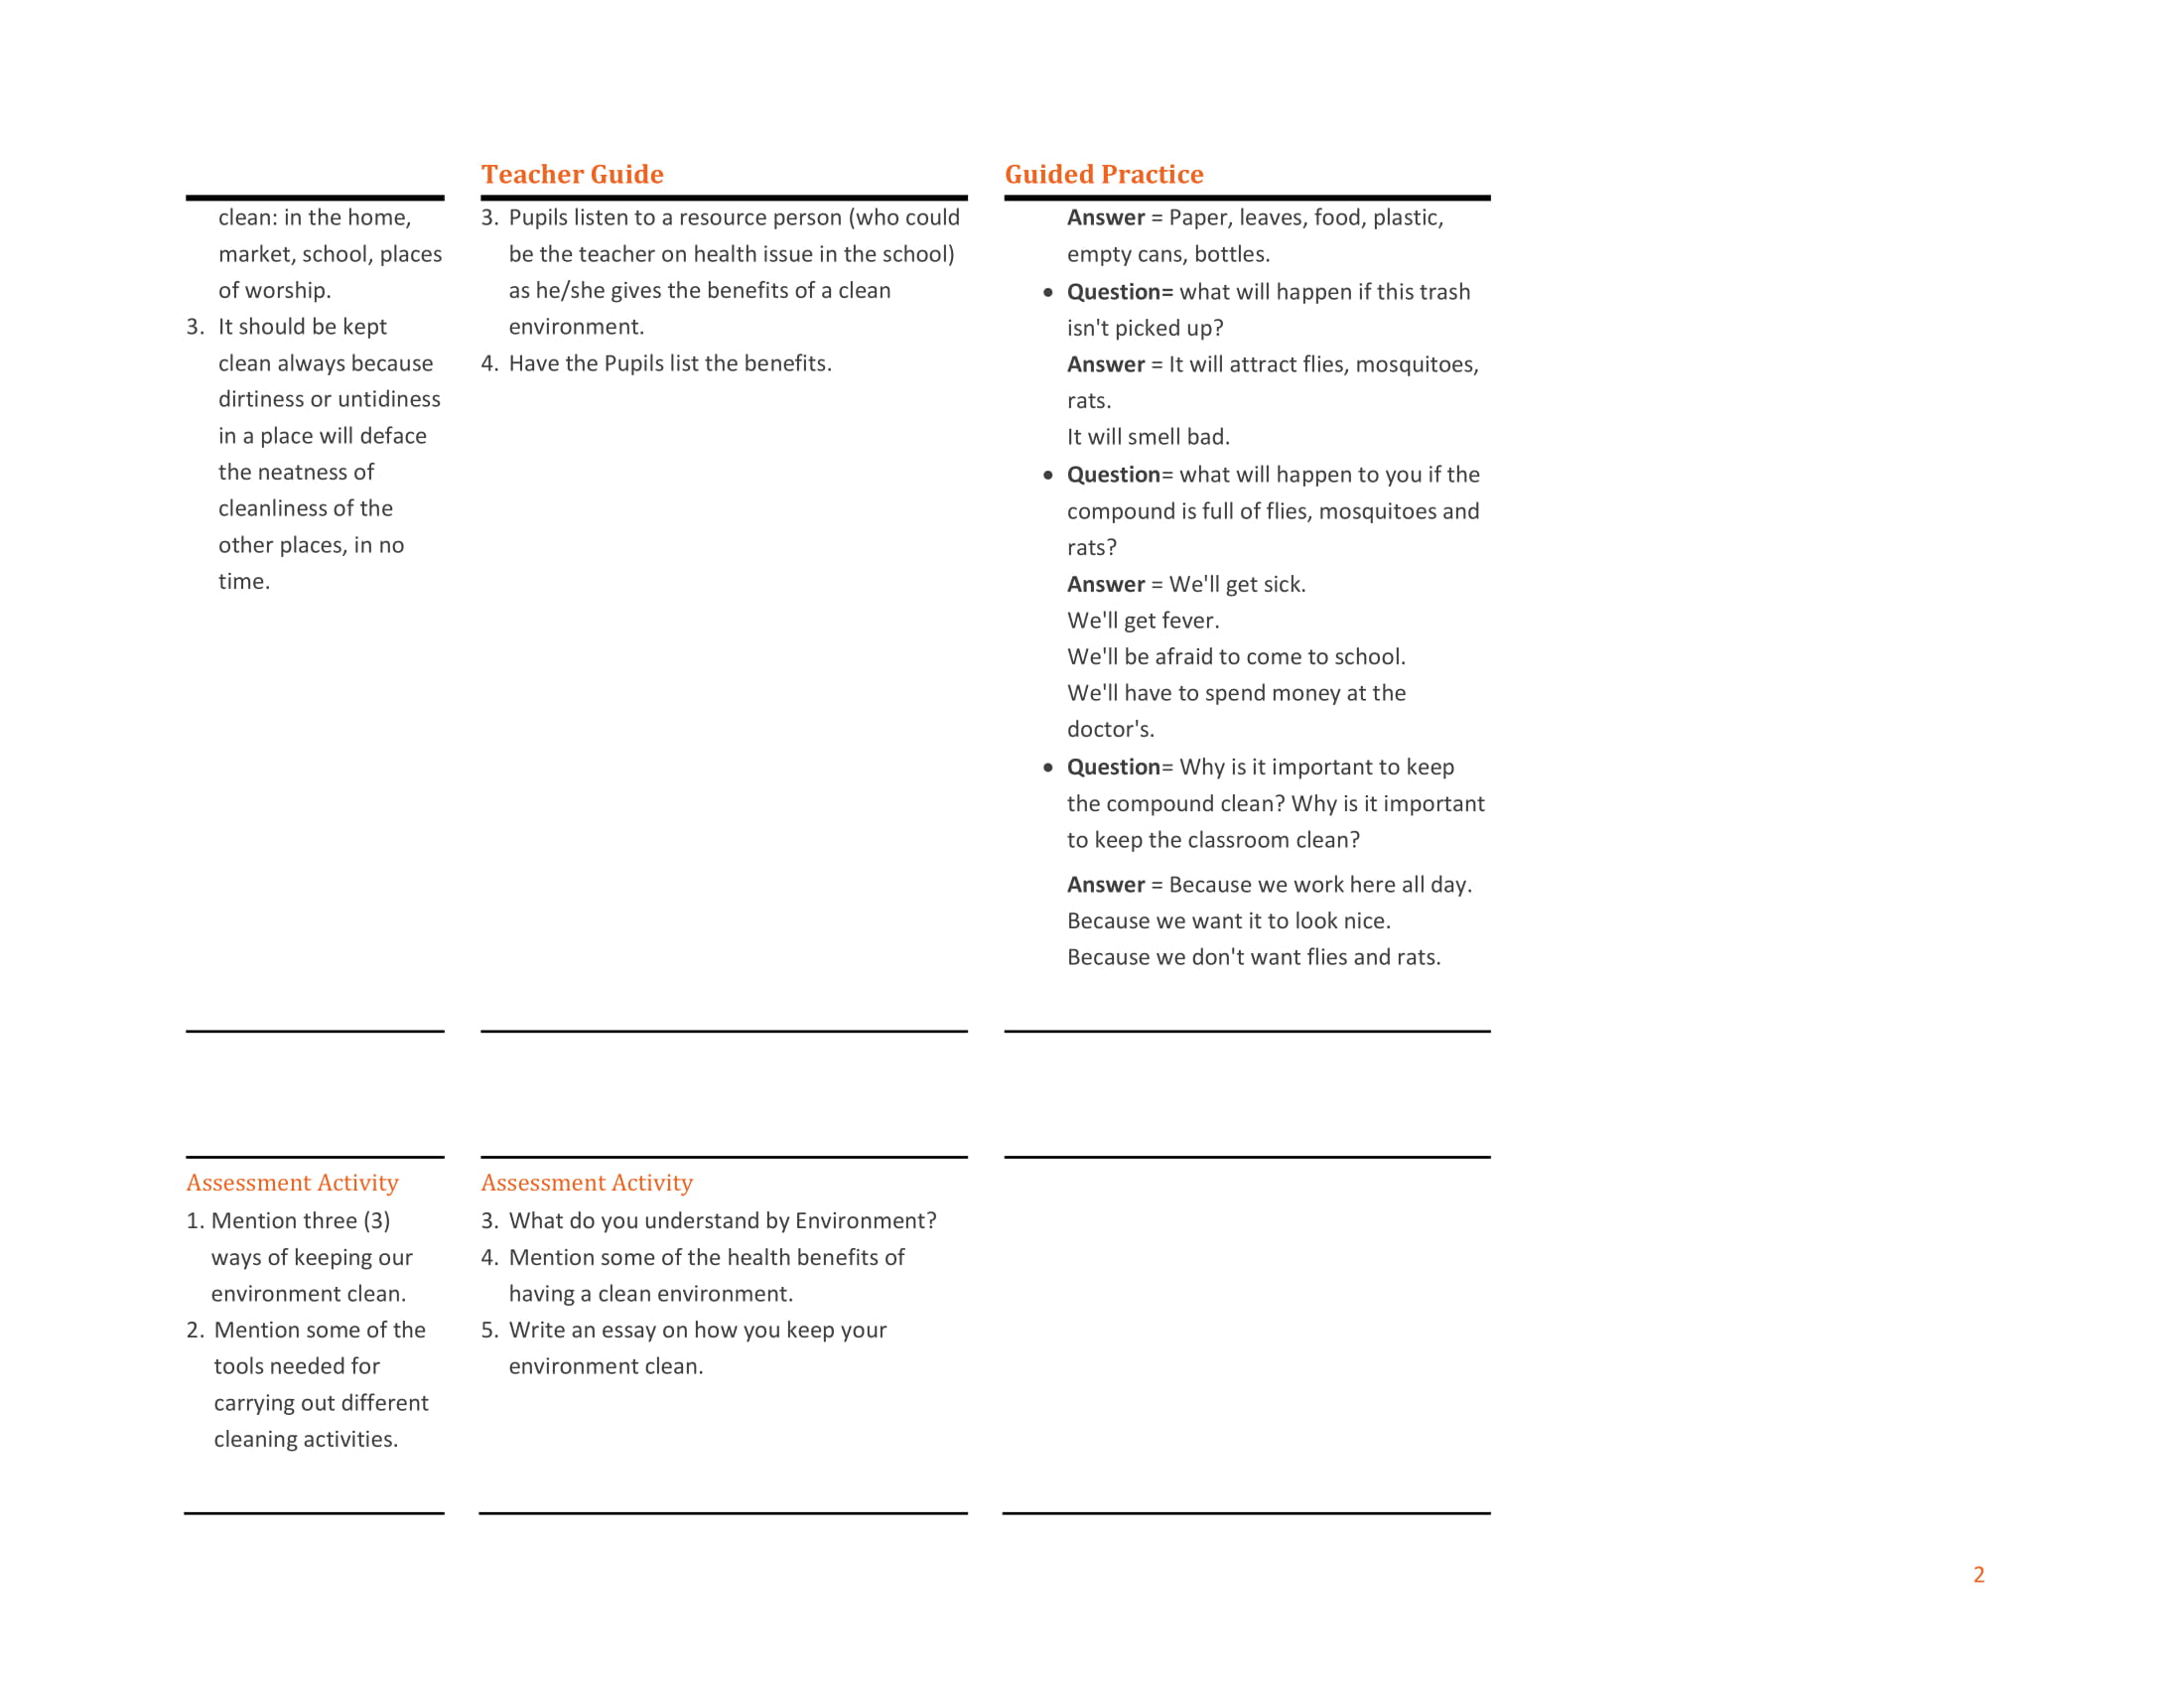 Teacher Guide
Guided Practice
clean: in the home,
market, school, places
of worship.
3. It should be kept
clean always because
dirtiness or untidiness
in a place will deface
the neatness of
cleanliness of the
other places, in no
time.
3. Pupils listen to a resource person (who could
be the teacher on health issue in the school)
as he/she gives the benefits of a clean
environment.
4. Have the Pupils list the benefits.
Answer = Paper, leaves, food, plastic,
empty cans, bottles.
• Question= what will happen if this trash
isn't picked up?
Answer = It will attract flies, mosquitoes,
rats.
It will smell bad.
• Question= what will happen to you if the
compound is full of flies, mosquitoes and
rats?
Answer = We'll get sick.
We'll get fever.
We'll be afraid to come to school.
We'll have to spend money at the
doctor's.
• Question= Why is it important to keep
the compound clean? Why is it important
to keep the classroom clean?
Answer = Because we work here all day.
Because we want it to look nice.
Because we don't want flies and rats.
Assessment Activity
1. Mention three (3)
ways of keeping our
environment clean.
2. Mention some of the
tools needed for
carrying out different
cleaning activities.
Assessment Activity
3. What do you understand by Environment?
4. Mention some of the health benefits of
having a clean environment.
5. Write an essay on how you keep your
environment clean.
2